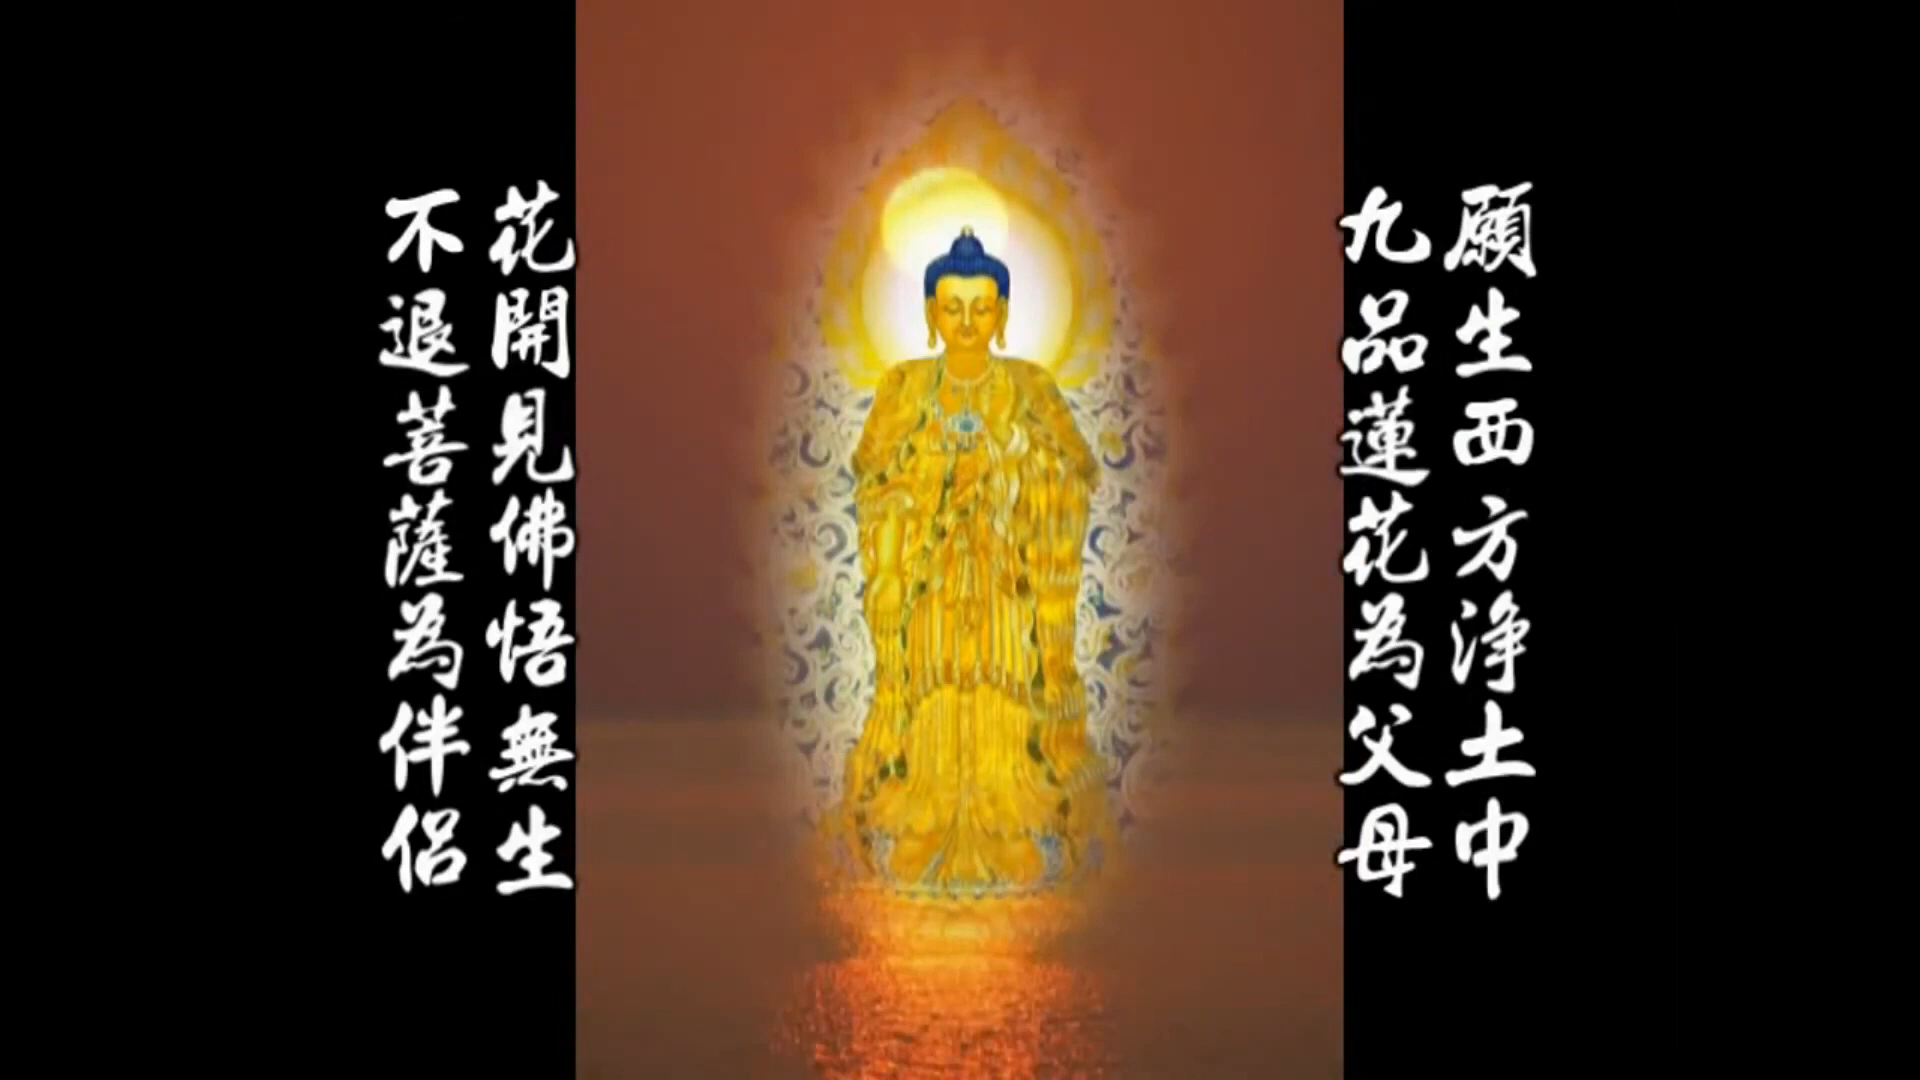 願生西方淨土中
九品蓮花為父母
花開見佛悟無生
不退菩薩為伴侶